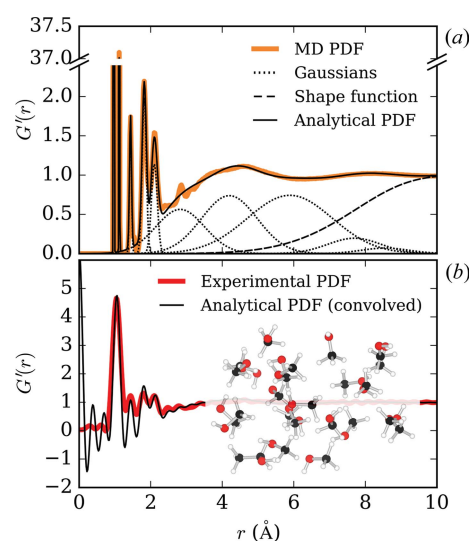 37.5
(a)
37.0
MD PDF
Gaussians
Shape function
Analytical PDF
G′(r)
2.0
1.5
1.0
0.5
0.0
(b)
Experimental PDF
Analytical PDF (convolved)
G′(r)
5
4
3
2
1
0
−1
−2
0 2 4 6 8 10
r (Å)